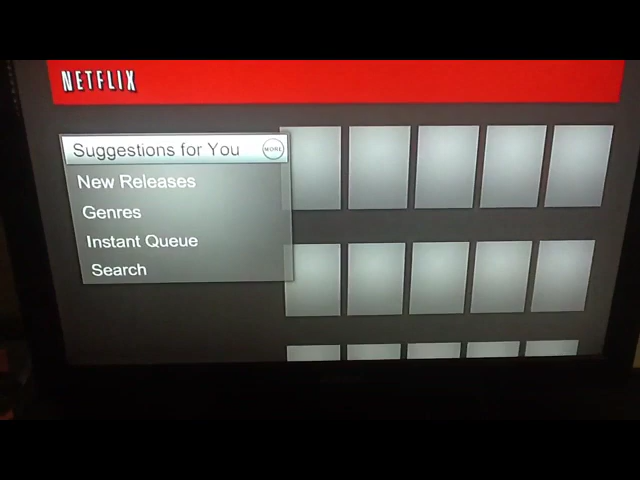 NETFLIX
Suggestions for You MORE
New Releases
Genres
Instant Queue
Search